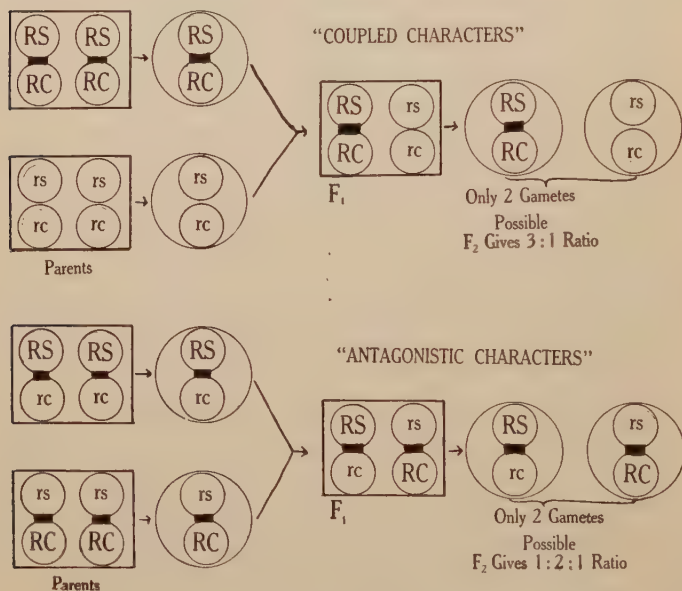 "COUPLED CHARACTERS"
RS RS → RS
RC RC RC
RS rs → RS rs
RC rc RC rc
rs rs → rs
rc rc rc
F₁
Only 2 Gametes
Possible
F₂ Gives 3 : 1 Ratio
Parents
"ANTAGONISTIC CHARACTERS"
RS RS → RS
rc rc rc
RS rs → RS rs
rc RC rc RC
rs rs → rs
RC RC RC
F₁
Only 2 Gametes
Possible
F₂ Gives 1 : 2 : 1 Ratio
Parents